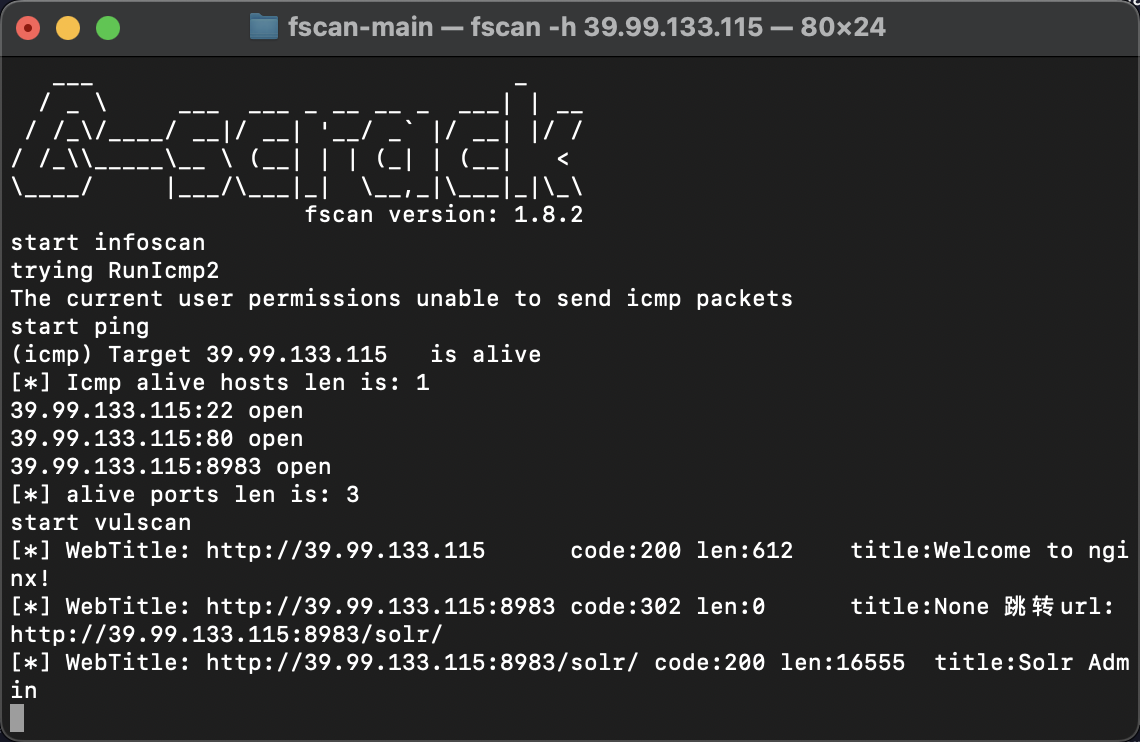 fscan-main — fscan -h 39.99.133.115 — 80×24
   ___                              _
  / _ \     ___  ___ _ __ __ _  ___| | __
 / /_\/____/ __|/ __| '__/ _` |/ __| |/ /
/ /_\\_____\__ \ (__| | | (_| | (__|   <
\____/     |___/\___|_|  \__,_|\___|_|\_\
                     fscan version: 1.8.2
start infoscan
trying RunIcmp2
The current user permissions unable to send icmp packets
start ping
(icmp) Target 39.99.133.115   is alive
[*] Icmp alive hosts len is: 1
39.99.133.115:22 open
39.99.133.115:80 open
39.99.133.115:8983 open
[*] alive ports len is: 3
start vulscan
[*] WebTitle: http://39.99.133.115      code:200 len:612    title:Welcome to ngi
nx!
[*] WebTitle: http://39.99.133.115:8983 code:302 len:0      title:None 跳转url:
http://39.99.133.115:8983/solr/
[*] WebTitle: http://39.99.133.115:8983/solr/ code:200 len:16555  title:Solr Adm
in